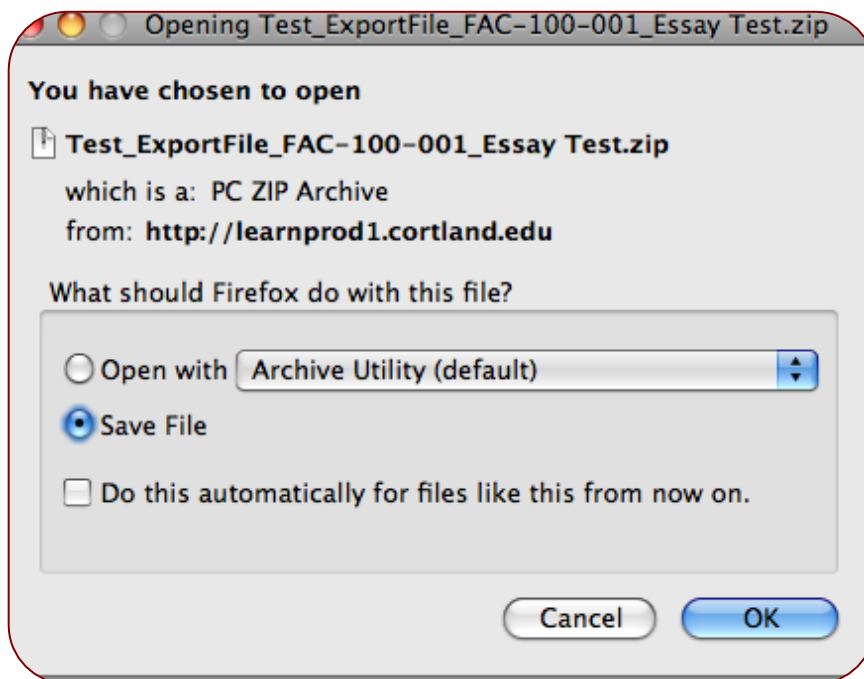 Opening Test_ExportFile_FAC-100-001_Essay Test.zip
You have chosen to open
Test_ExportFile_FAC-100-001_Essay Test.zip
which is a: PC ZIP Archive
from: http://learnprod1.cortland.edu
What should Firefox do with this file?
Open with Archive Utility (default)
Save File
Do this automatically for files like this from now on.
Cancel OK